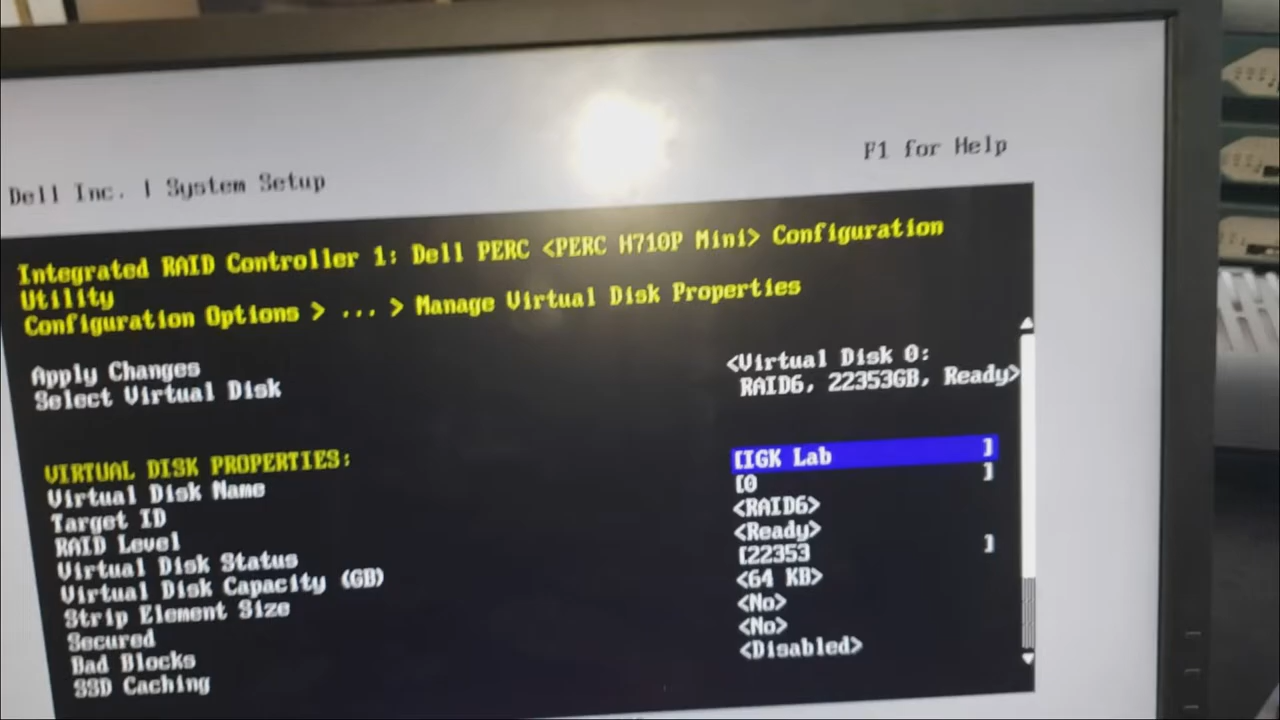 F1 for Help
Dell Inc. | System Setup
Integrated RAID Controller 1: Dell PERC <PERC H710P Mini> Configuration
Utility
Configuration Options > ... > Manage Virtual Disk Properties
Apply Changes
Select Virtual Disk <Virtual Disk 0:
RAID6, 22353GB, Ready>
VIRTUAL DISK PROPERTIES:
Virtual Disk Name [IGK Lab ]
Target ID [0 ]
RAID Level <RAID6>
Virtual Disk Status <Ready>
Virtual Disk Capacity (GB) [22353 ]
Strip Element Size <64 KB>
Secured <No>
Bad Blocks <No>
SSD Caching <Disabled>